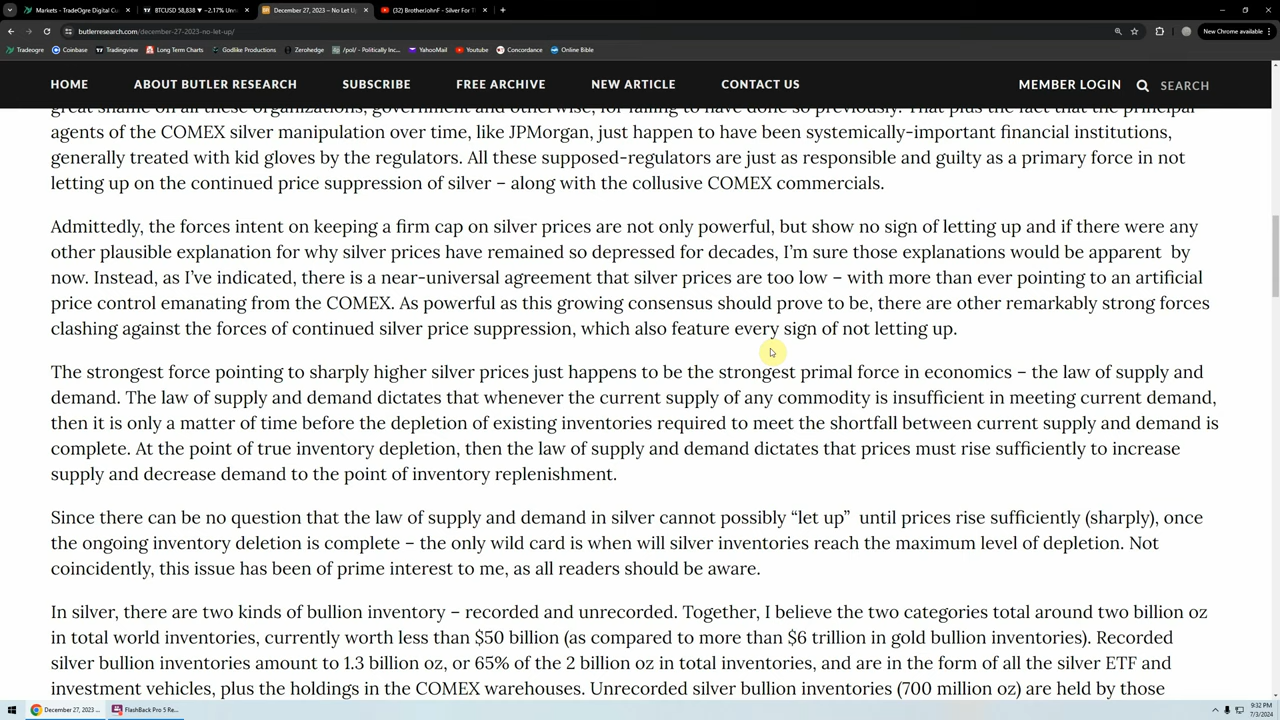 Markets - TradeOgre Digital Cu
BTCUSD 58,838 ▼ −2.17% Unn
December 27, 2023 – No Let U
(32) BrotherJohnF - Silver For T
butlerresearch.com/december-27-2023-no-let-up/
New Chrome available
Tradeogre
Coinbase
Tradingview
Long Term Charts
Godlike Productions
Zerohedge
/pol/ - Politically Inc...
YahooMail
Youtube
Concordance
Online Bible
HOME
ABOUT BUTLER RESEARCH
SUBSCRIBE
FREE ARCHIVE
NEW ARTICLE
CONTACT US
MEMBER LOGIN
SEARCH
great shame on all these organizations, government and otherwise, for failing to have done so previously. That plus the fact that the principal
agents of the COMEX silver manipulation over time, like JPMorgan, just happen to have been systemically-important financial institutions,
generally treated with kid gloves by the regulators. All these supposed-regulators are just as responsible and guilty as a primary force in not
letting up on the continued price suppression of silver – along with the collusive COMEX commercials.
Admittedly, the forces intent on keeping a firm cap on silver prices are not only powerful, but show no sign of letting up and if there were any
other plausible explanation for why silver prices have remained so depressed for decades, I’m sure those explanations would be apparent by
now. Instead, as I’ve indicated, there is a near-universal agreement that silver prices are too low – with more than ever pointing to an artificial
price control emanating from the COMEX. As powerful as this growing consensus should prove to be, there are other remarkably strong forces
clashing against the forces of continued silver price suppression, which also feature every sign of not letting up.
The strongest force pointing to sharply higher silver prices just happens to be the strongest primal force in economics – the law of supply and
demand. The law of supply and demand dictates that whenever the current supply of any commodity is insufficient in meeting current demand,
then it is only a matter of time before the depletion of existing inventories required to meet the shortfall between current supply and demand is
complete. At the point of true inventory depletion, then the law of supply and demand dictates that prices must rise sufficiently to increase
supply and decrease demand to the point of inventory replenishment.
Since there can be no question that the law of supply and demand in silver cannot possibly “let up” until prices rise sufficiently (sharply), once
the ongoing inventory deletion is complete – the only wild card is when will silver inventories reach the maximum level of depletion. Not
coincidently, this issue has been of prime interest to me, as all readers should be aware.
In silver, there are two kinds of bullion inventory – recorded and unrecorded. Together, I believe the two categories total around two billion oz
in total world inventories, currently worth less than $50 billion (as compared to more than $6 trillion in gold bullion inventories). Recorded
silver bullion inventories amount to 1.3 billion oz, or 65% of the 2 billion oz in total inventories, and are in the form of all the silver ETF and
investment vehicles, plus the holdings in the COMEX warehouses. Unrecorded silver bullion inventories (700 million oz) are held by those
December 27, 2023 ...
FlashBack Pro 5 Re...
9:32 PM
7/3/2024